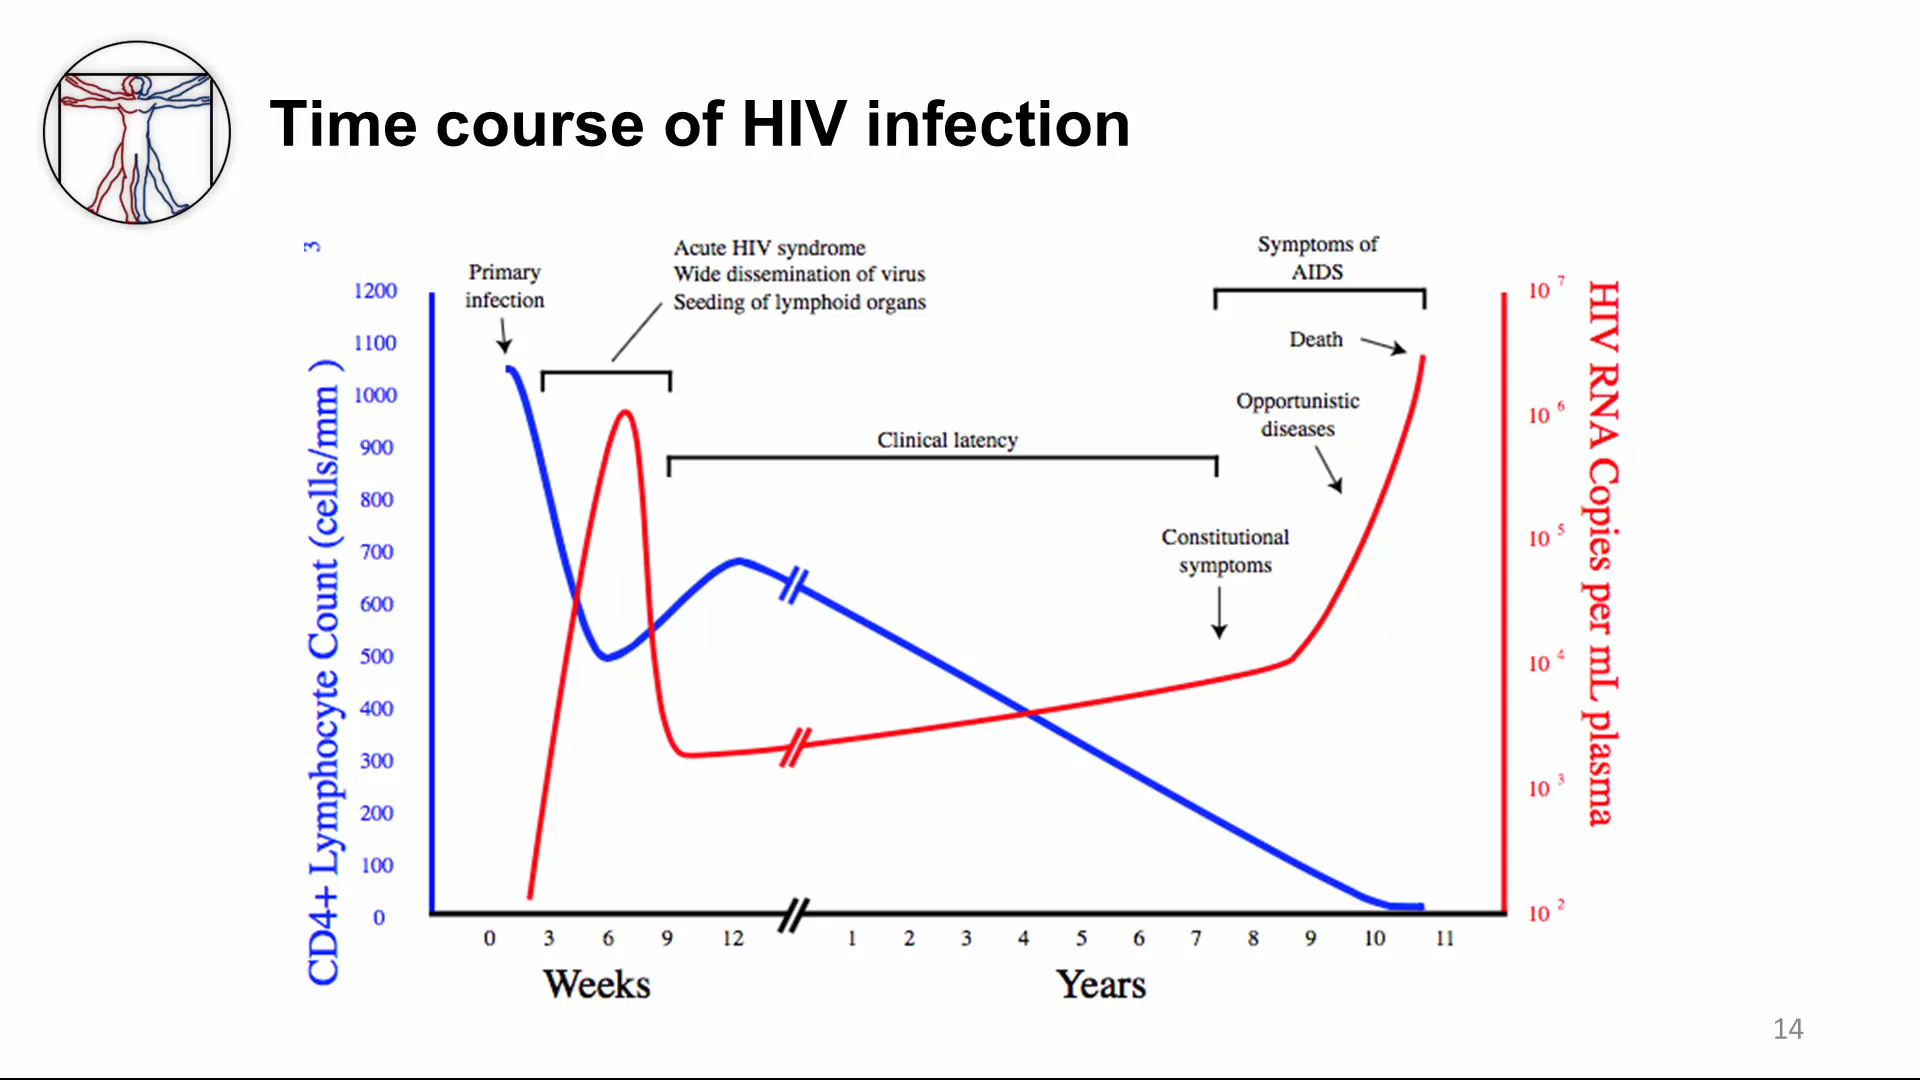 Time course of HIV infection
3
CD4+ Lymphocyte Count (cells/mm )
1200
1100
1000
900
800
700
600
500
400
300
200
100
0
Primary
infection
Acute HIV syndrome
Wide dissemination of virus
Seeding of lymphoid organs
Clinical latency
Symptoms of
AIDS
Death
Opportunistic
diseases
Constitutional
symptoms
10 7
10 6
10 5
10 4
10 3
10 2
HIV RNA Copies per mL plasma
0 3 6 9 12 1 2 3 4 5 6 7 8 9 10 11
Weeks Years
14